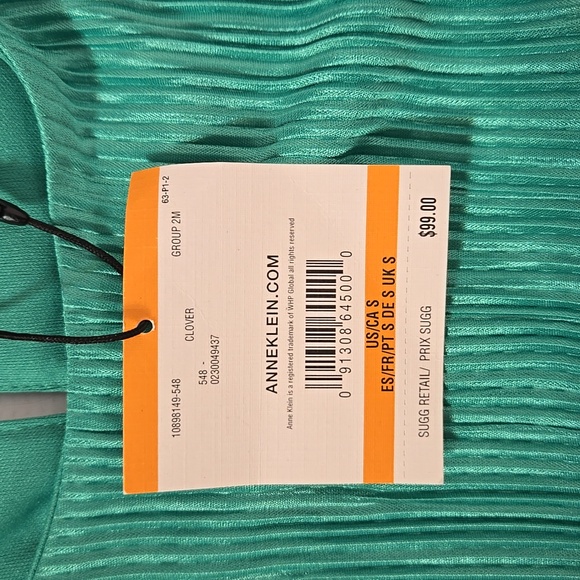 63-P1-2
10898149-548 GROUP 2M
CLOVER
548 -
0230049437
ANNEKLEIN.COM
Anne Klein is a registered trademark of WHP Global all rights reserved
0 91308 64500 0
US/CA S
ES/FR/PT S DE S UK S
SUGG RETAIL/ PRIX SUGG $99.00